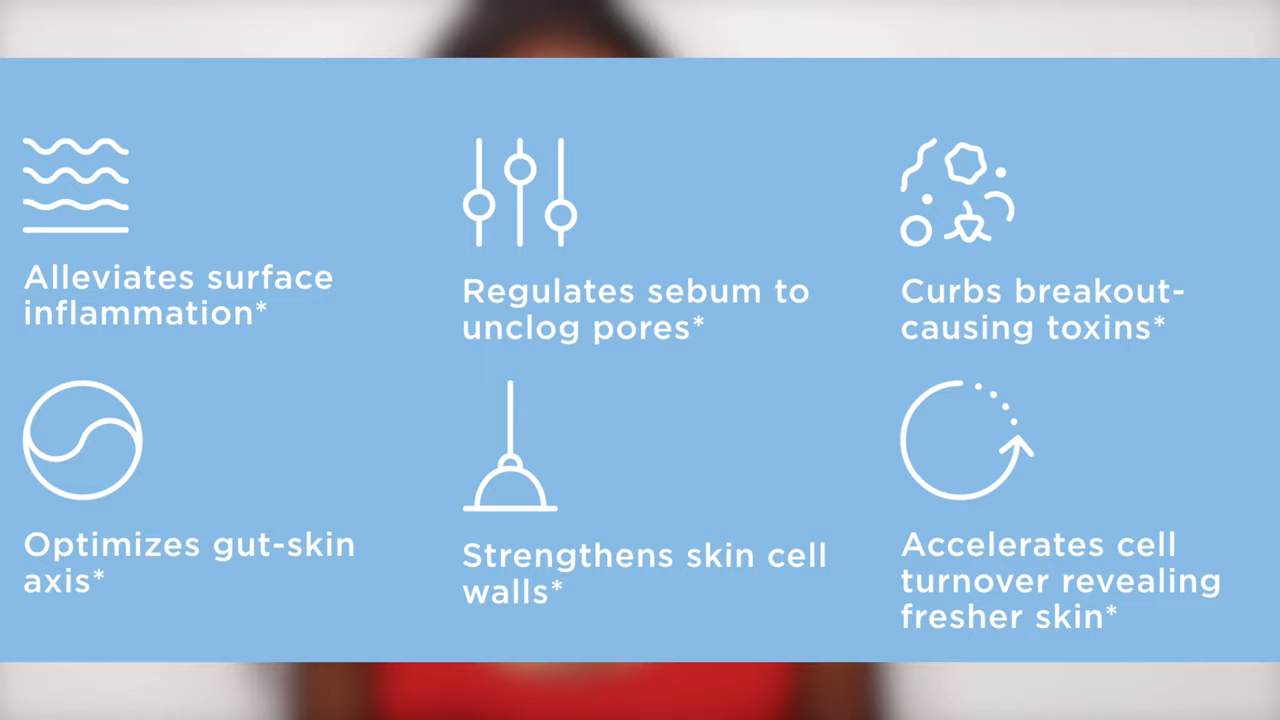 Alleviates surface
inflammation*
Regulates sebum to
unclog pores*
Curbs breakout-
causing toxins*
Optimizes gut-skin
axis*
Strengthens skin cell
walls*
Accelerates cell
turnover revealing
fresher skin*